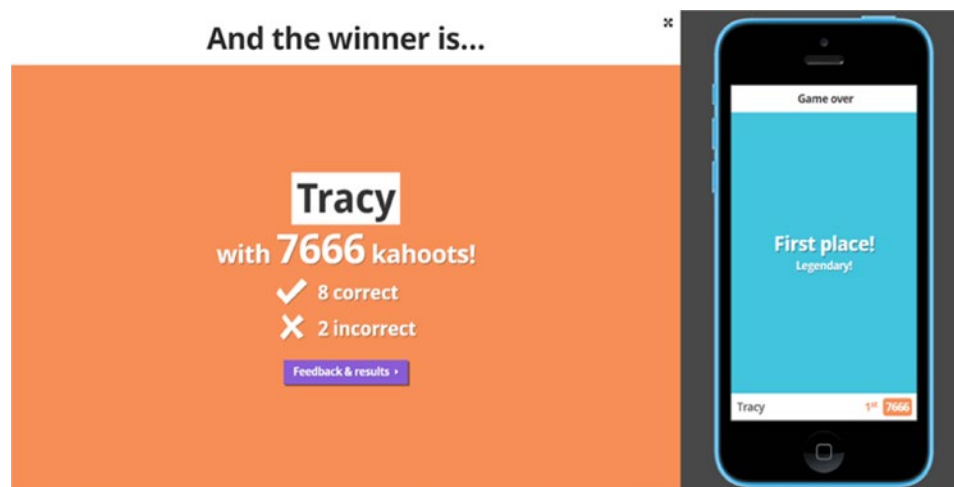 And the winner is...
Tracy
with 7666 kahoots!
8 correct
2 incorrect
Feedback & results ›
Game over
First place!
Legendary!
Tracy 1st 7666